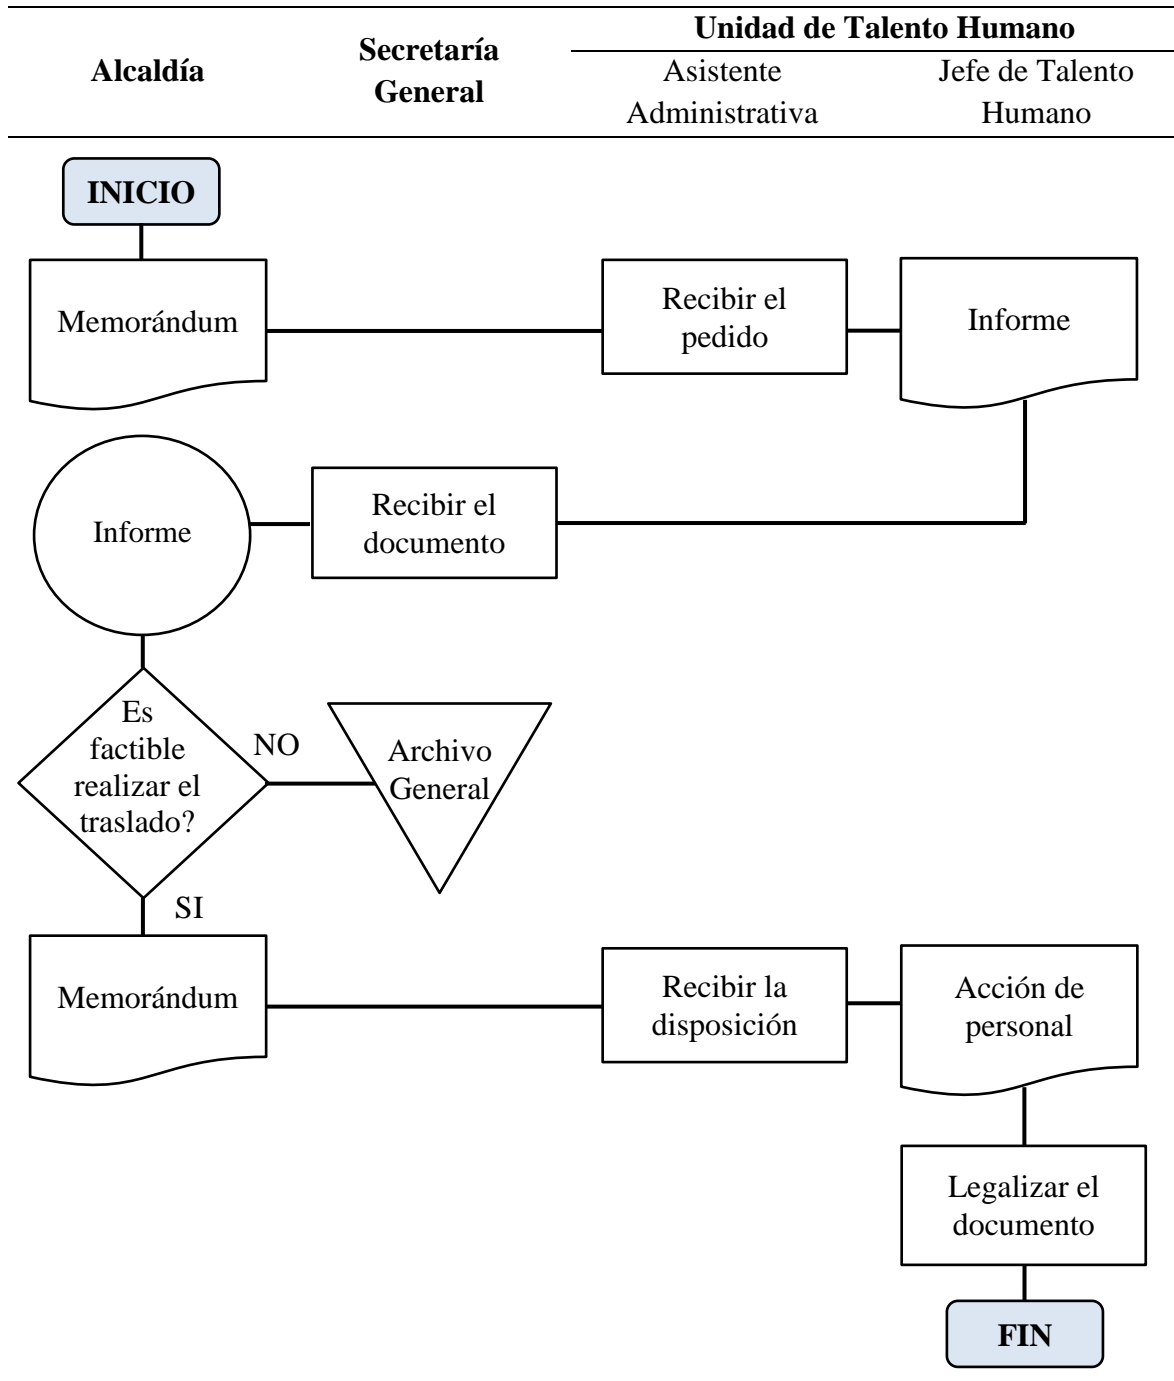 Alcaldía
Secretaría
General
Unidad de Talento Humano
Asistente
Administrativa
Jefe de Talento
Humano
INICIO
Memorándum
Recibir el
pedido
Informe
Informe
Recibir el
documento
Es
factible
realizar el
traslado?
NO
Archivo
General
SI
Memorándum
Recibir la
disposición
Acción de
personal
Legalizar el
documento
FIN